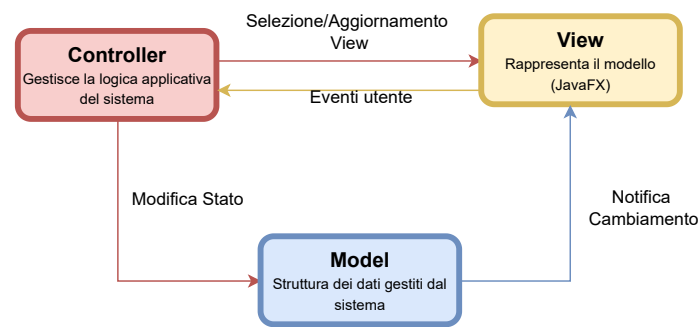 Selezione/Aggiornamento
View
Controller
Gestisce la logica applicativa
del sistema
View
Rappresenta il modello
(JavaFX)
Eventi utente
Modifica Stato
Notifica
Cambiamento
Model
Struttura dei dati gestiti dal
sistema